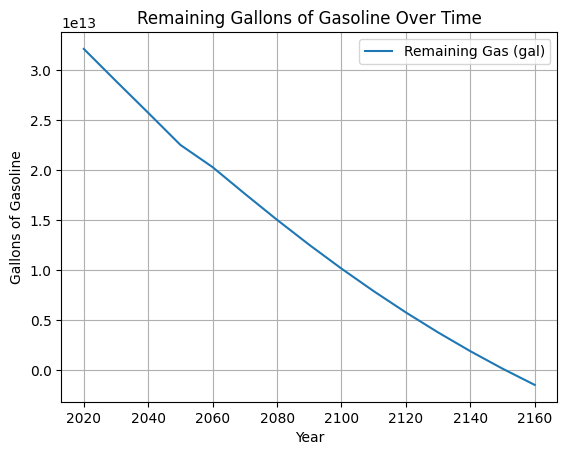 Remaining Gallons of Gasoline Over Time
1e13
Remaining Gas (gal)
3.0
2.5
2.0
1.5
1.0
0.5
0.0
Gallons of Gasoline
2020 2040 2060 2080 2100 2120 2140 2160
Year